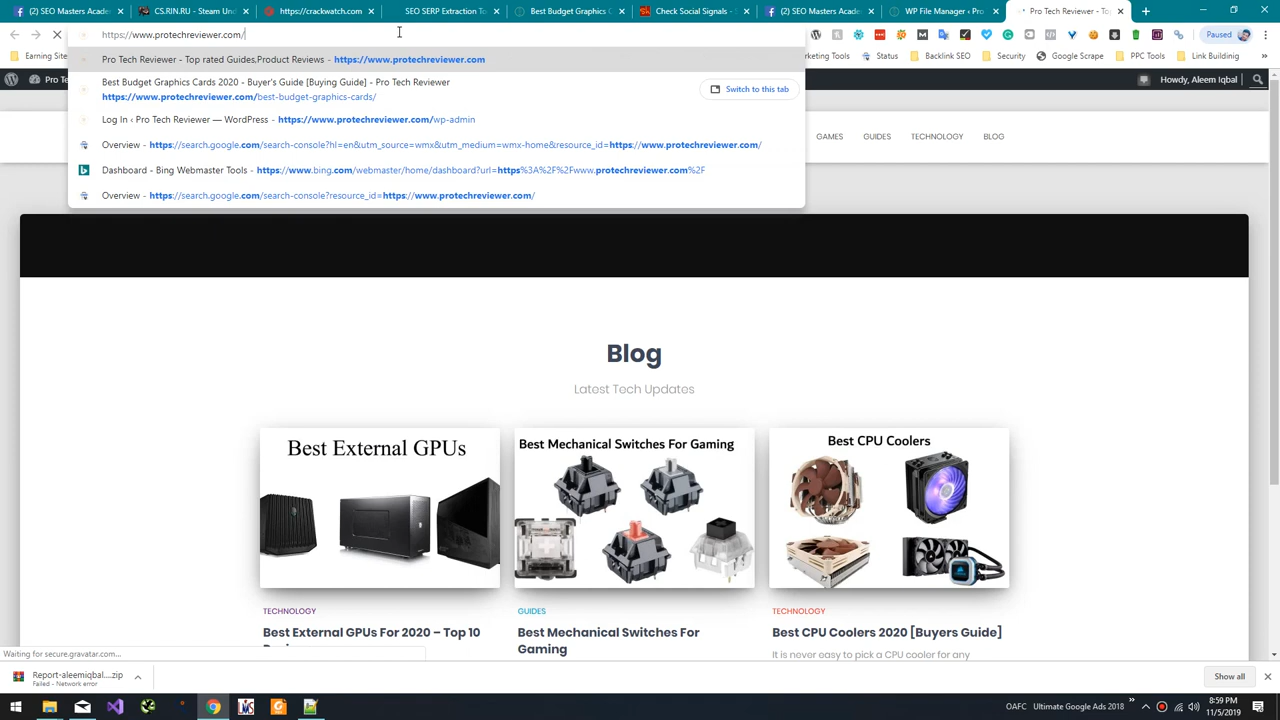 (2) SEO Amazon U
CS.RIN.RU - Steam Und
https://crackwatch.com
SEO SERP Extraction To
Best Budget Graphics C
Check Social Signals -
(2) SEO Amazon U
WP File Manager
Pro Tech Reviewer - T
https://www.protechreviewer.com/
Paused
Earning Site
Marketing Tools
Status
Backlink SEO
Security
Google Scrape
PPC Tools
Link Building
Pro Tech Reviewer - Top rated Guides,Product Reviews - https://www.protechreviewer.com
Best Budget Graphics Cards 2020 - Buyer's Guide [Buying Guide] - Pro Tech Reviewer
https://www.protechreviewer.com/best-budget-graphics-cards/
Switch to this tab
Log In ‹ Pro Tech Reviewer — WordPress - https://www.protechreviewer.com/wp-admin
Overview - https://search.google.com/search-console?hl=en&utm_source=wmx&utm_medium=wmx-home&resource_id=https://www.protechreviewer.com/
Dashboard - Bing Webmaster Tools - https://www.bing.com/webmaster/home/dashboard?url=https%3A%2F%2Fwww.protechreviewer.com%2F
Overview - https://search.google.com/search-console?resource_id=https://www.protechreviewer.com/
Pro T
Howdy, Aleem Iqbal
GAMES
GUIDES
TECHNOLOGY
BLOG
Blog
Latest Tech Updates
Best External GPUs
Best Mechanical Switches For Gaming
Best CPU Coolers
TECHNOLOGY
GUIDES
TECHNOLOGY
Best External GPUs For 2020 – Top 10
Best Mechanical Switches For
Gaming
Best CPU Coolers 2020 [Buyers Guide]
It is never easy to pick a CPU cooler for any
Waiting for secure.gravatar.com...
Report-aleemiqbal....zip
Failed - Network error
Show all
OAFC
Ultimate Google Ads 2018
8:59 PM
11/5/2019